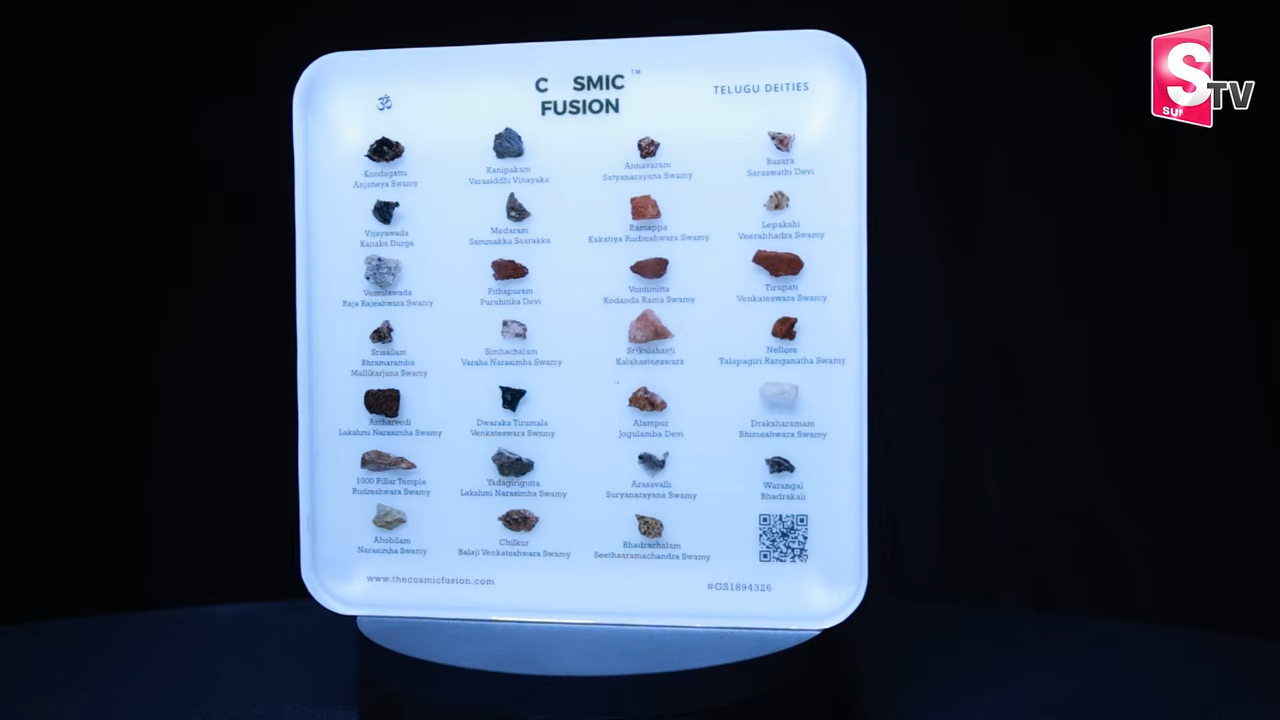 ॐ
C SMIC ™
FUSION
TELUGU DEITIES
S
SUN
TV
Kondagattu
Anjaneya Swamy
Kanipakam
Varasiddhi Vinayaka
Annavaram
Satyanarayana Swamy
Basara
Saraswathi Devi
Vijayawada
Kanaka Durga
Medaram
Sammakka Saarakka
Ramappa
Kakatiya Rudreshwara Swamy
Lepakshi
Veerabhadra Swamy
Vemulawada
Raja Rajeshwara Swamy
Pithapuram
Puruhitika Devi
Vontimitta
Kodanda Rama Swamy
Tirupati
Venkateswara Swamy
Srisailam
Bhramaramba
Mallikarjuna Swamy
Simhachalam
Varaha Narasimha Swamy
Srikalahasti
Kalahasteeswara
Nellore
Talapagiri Ranganatha Swamy
Antharvedi
Lakshmi Narasimha Swamy
Dwaraka Tirumala
Venkateswara Swamy
Alampur
Jogulamba Devi
Draksharamam
Bhimeshwara Swamy
1000 Pillar Temple
Rudreshwara Swamy
Yadagirigutta
Lakshmi Narasimha Swamy
Arasavalli
Suryanarayana Swamy
Warangal
Bhadrakali
Ahobilam
Narasimha Swamy
Chilkur
Balaji Venkateshwara Swamy
Bhadrachalam
Seethaaramachandra Swamy
www.thecosmicfusion.com
#GS1894326